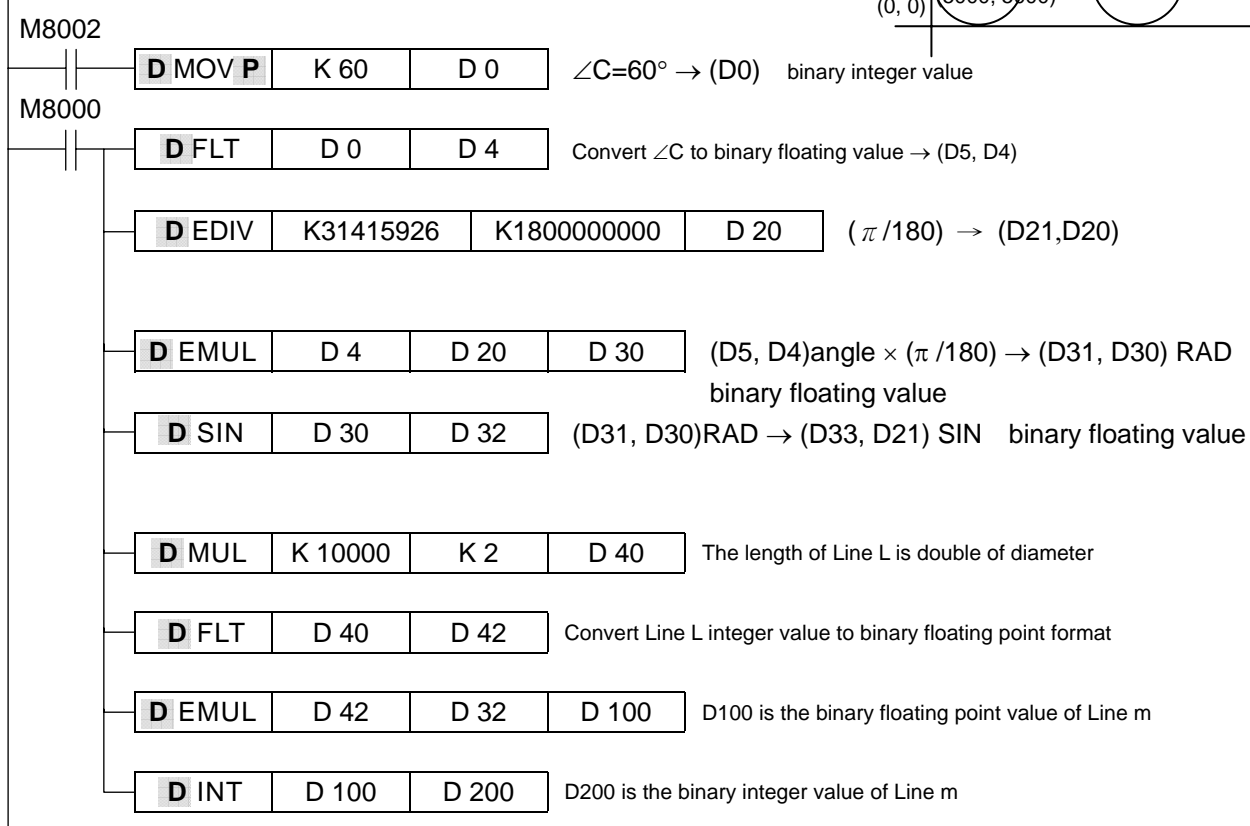 (0, 0) (5000, 5000)
M8002
D MOV P K 60 D 0 ∠C=60° → (D0) binary integer value
M8000
D FLT D 0 D 4 Convert ∠C to binary floating value → (D5, D4)
D EDIV K31415926 K1800000000 D 20 ( π /180) → (D21,D20)
D EMUL D 4 D 20 D 30 (D5, D4)angle × (π /180) → (D31, D30) RAD
binary floating value
D SIN D 30 D 32 (D31, D30)RAD → (D33, D21) SIN binary floating value
D MUL K 10000 K 2 D 40 The length of Line L is double of diameter
D FLT D 40 D 42 Convert Line L integer value to binary floating point format
D EMUL D 42 D 32 D 100 D100 is the binary floating point value of Line m
D INT D 100 D 200 D200 is the binary integer value of Line m